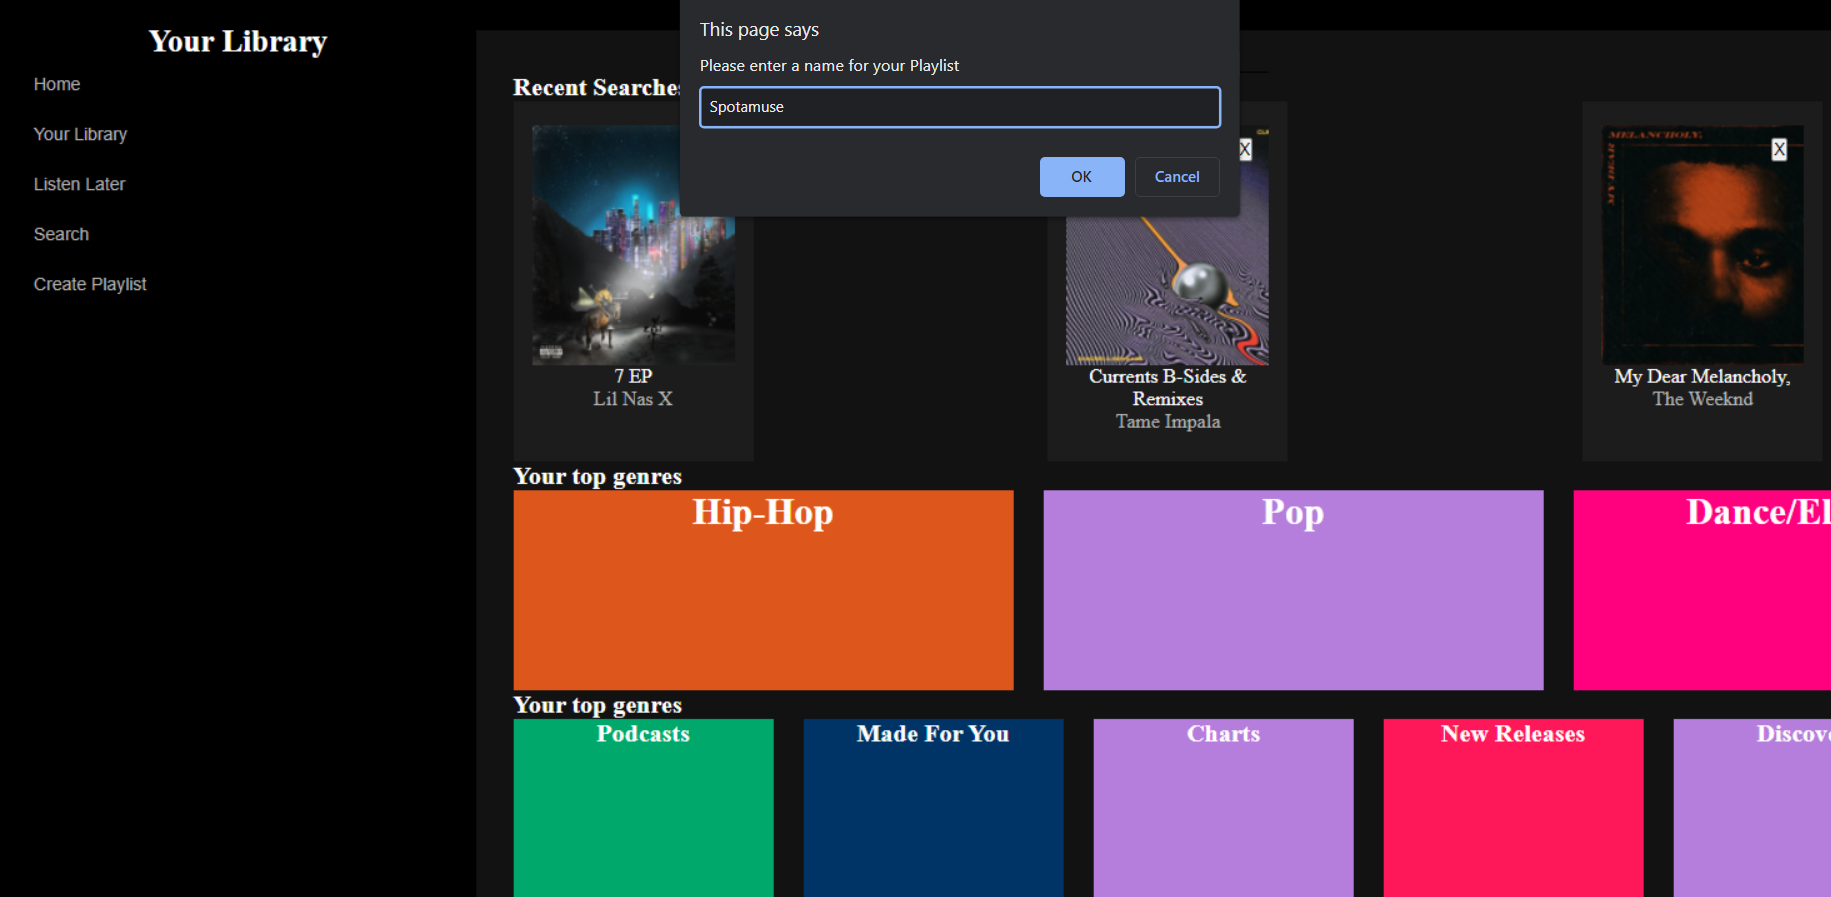 This page says
Please enter a name for your Playlist
Spotamuse
OK
Cancel
Your Library
Home
Your Library
Listen Later
Search
Create Playlist
Recent Searches
X
MELANCHOLY,
MY DEAR
X
7 EP
Lil Nas X
Currents B-Sides &
Remixes
Tame Impala
My Dear Melancholy,
The Weeknd
Your top genres
Hip-Hop
Pop
Dance/El
Your top genres
Podcasts
Made For You
Charts
New Releases
Discov